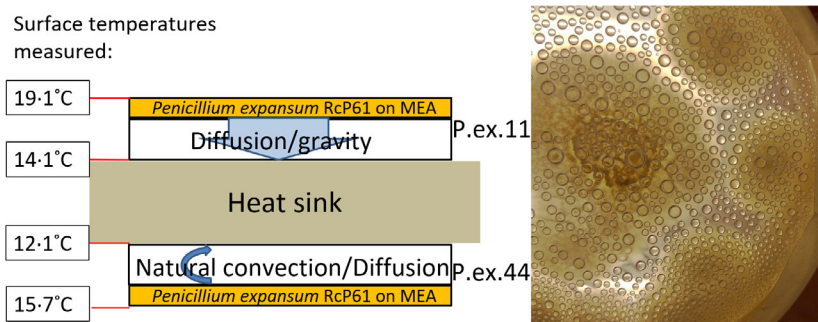 Surface temperatures
measured:
19·1˚C
Penicillium expansum RcP61 on MEA
Diffusion/gravity
P.ex.11
14·1˚C
Heat sink
12·1˚C
Natural convection/Diffusion
P.ex.44
Penicillium expansum RcP61 on MEA
15·7˚C